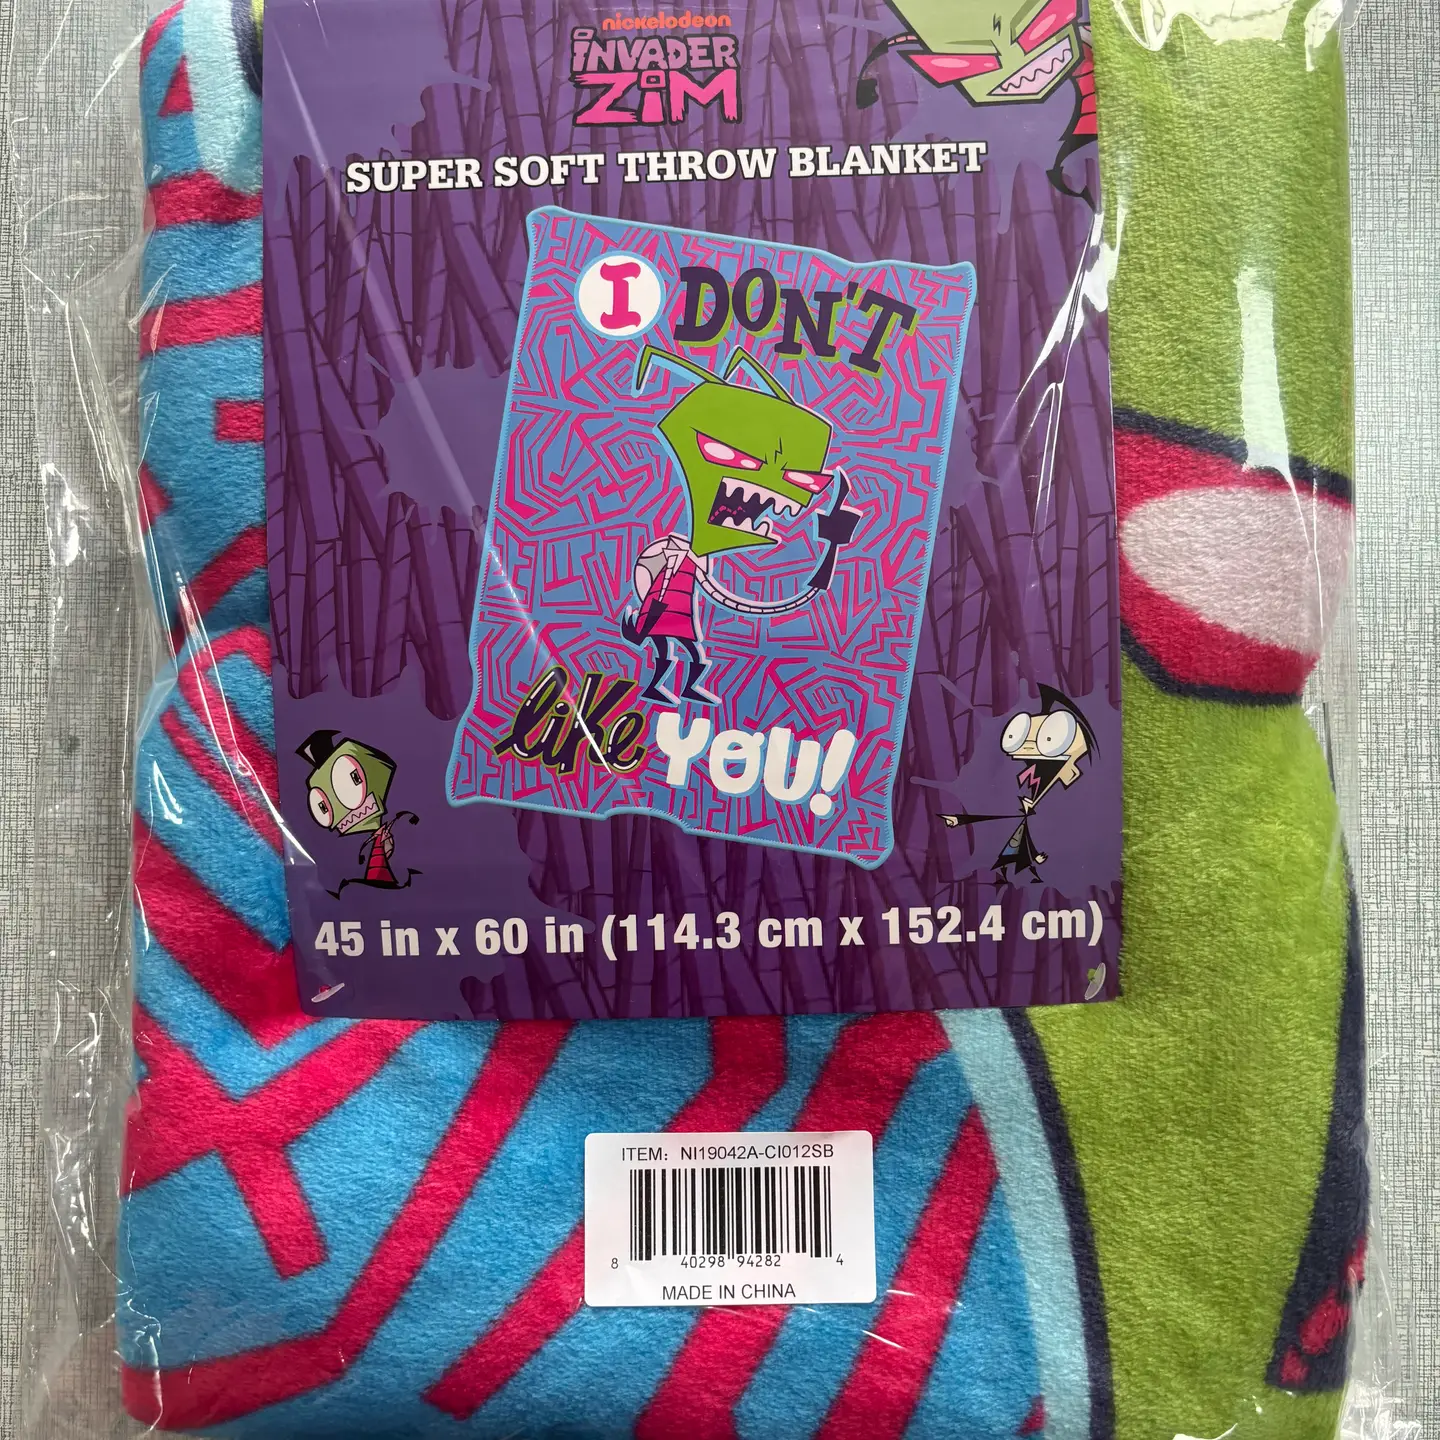 nickelodeon
INVADER
ZIM
SUPER SOFT THROW BLANKET
I DON'T
like YOU!
45 in x 60 in (114.3 cm x 152.4 cm)
ITEM: NI19042A-CI012SB
8 40298 94282 4
MADE IN CHINA